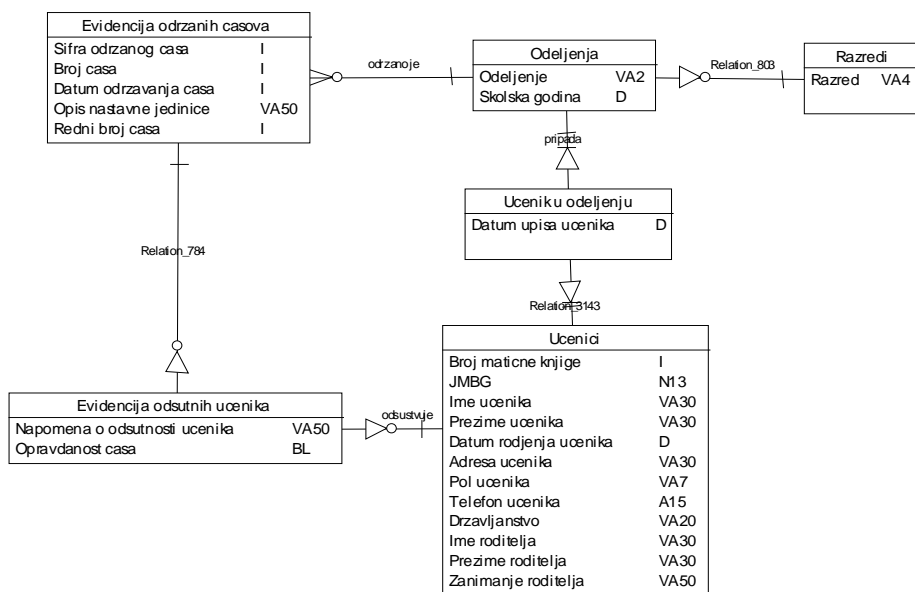 Evidencija odrzanih casova
Sifra odrzanog casa I
Broj casa I
Datum odrzavanja casa I
Opis nastavne jedinice VA50
Redni broj casa I
odrzanoje
Odeljenja
Odeljenje VA2
Skolska godina D
Relation_803
Razredi
Razred VA4
pripada
Ucenik u odeljenju
Datum upisa ucenika D
Relation_784
Relation_3143
Ucenici
Broj maticne knjige I
JMBG N13
Ime ucenika VA30
Prezime ucenika VA30
Datum rodjenja ucenika D
Adresa ucenika VA30
Pol ucenika VA7
Telefon ucenika A15
Drzavljanstvo VA20
Ime roditelja VA30
Prezime roditelja VA30
Zanimanje roditelja VA50
Evidencija odsutnih ucenika
Napomena o odsutnosti ucenika VA50
Opravdanost casa BL
odsustvuje